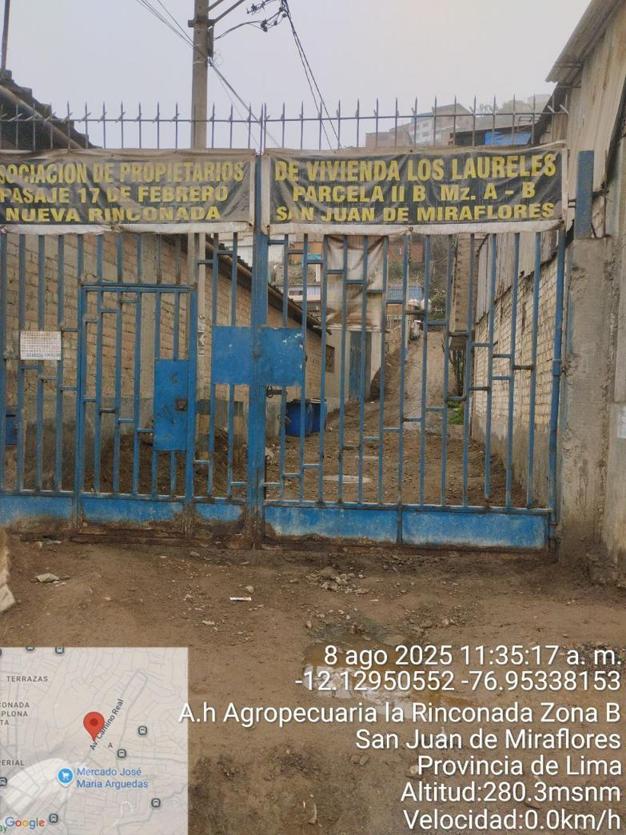 SOCIACION DE PROPIETARIOS
PASAJE 17 DE FEBRERO
NUEVA RINCONADA
DE VIVIENDA LOS LAURELES
PARCELA II B Mz. A - B
SAN JUAN DE MIRAFLORES
8 ago 2025 11:35:17 a. m.
-12.12950552 -76.95338153
A.h Agropecuaria la Rinconada Zona B
San Juan de Miraflores
Provincia de Lima
Altitud:280.3msnm
Velocidad:0.0km/h
TERRAZAS
Av Camino Real
A
Mercado José
María Arguedas
Google